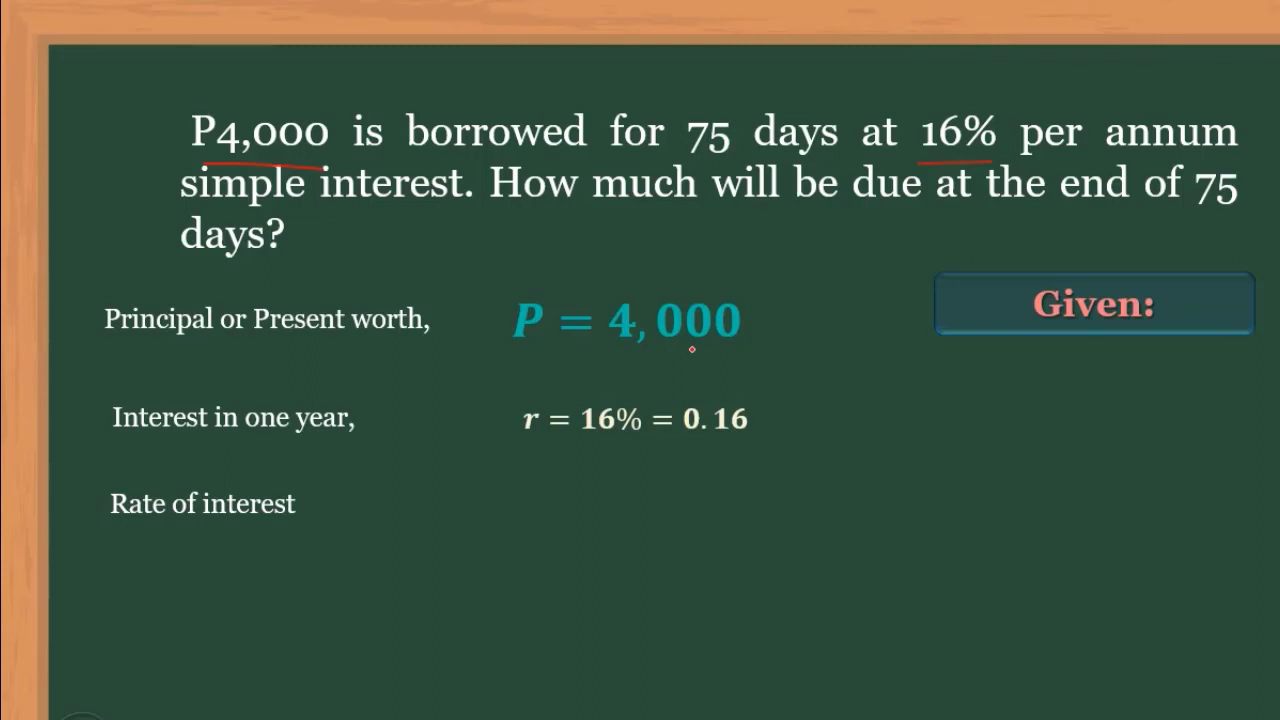 P4,000 is borrowed for 75 days at 16% per annum
simple interest. How much will be due at the end of 75
days?
Given:
Principal or Present worth, P = 4,000
Interest in one year, r = 16% = 0.16
Rate of interest